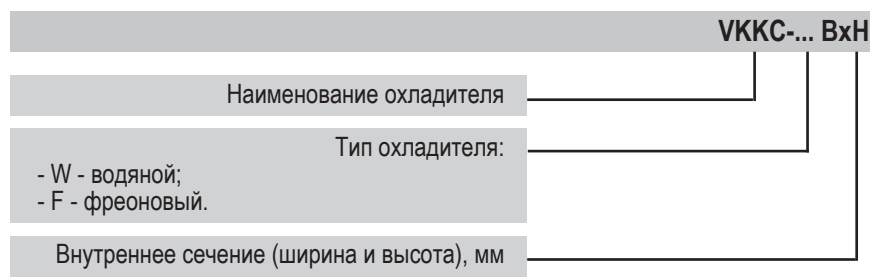 VKKC-... BxH
Наименование охладителя
Тип охладителя:
- W - водяной;
- F - фреоновый.
Внутреннее сечение (ширина и высота), мм